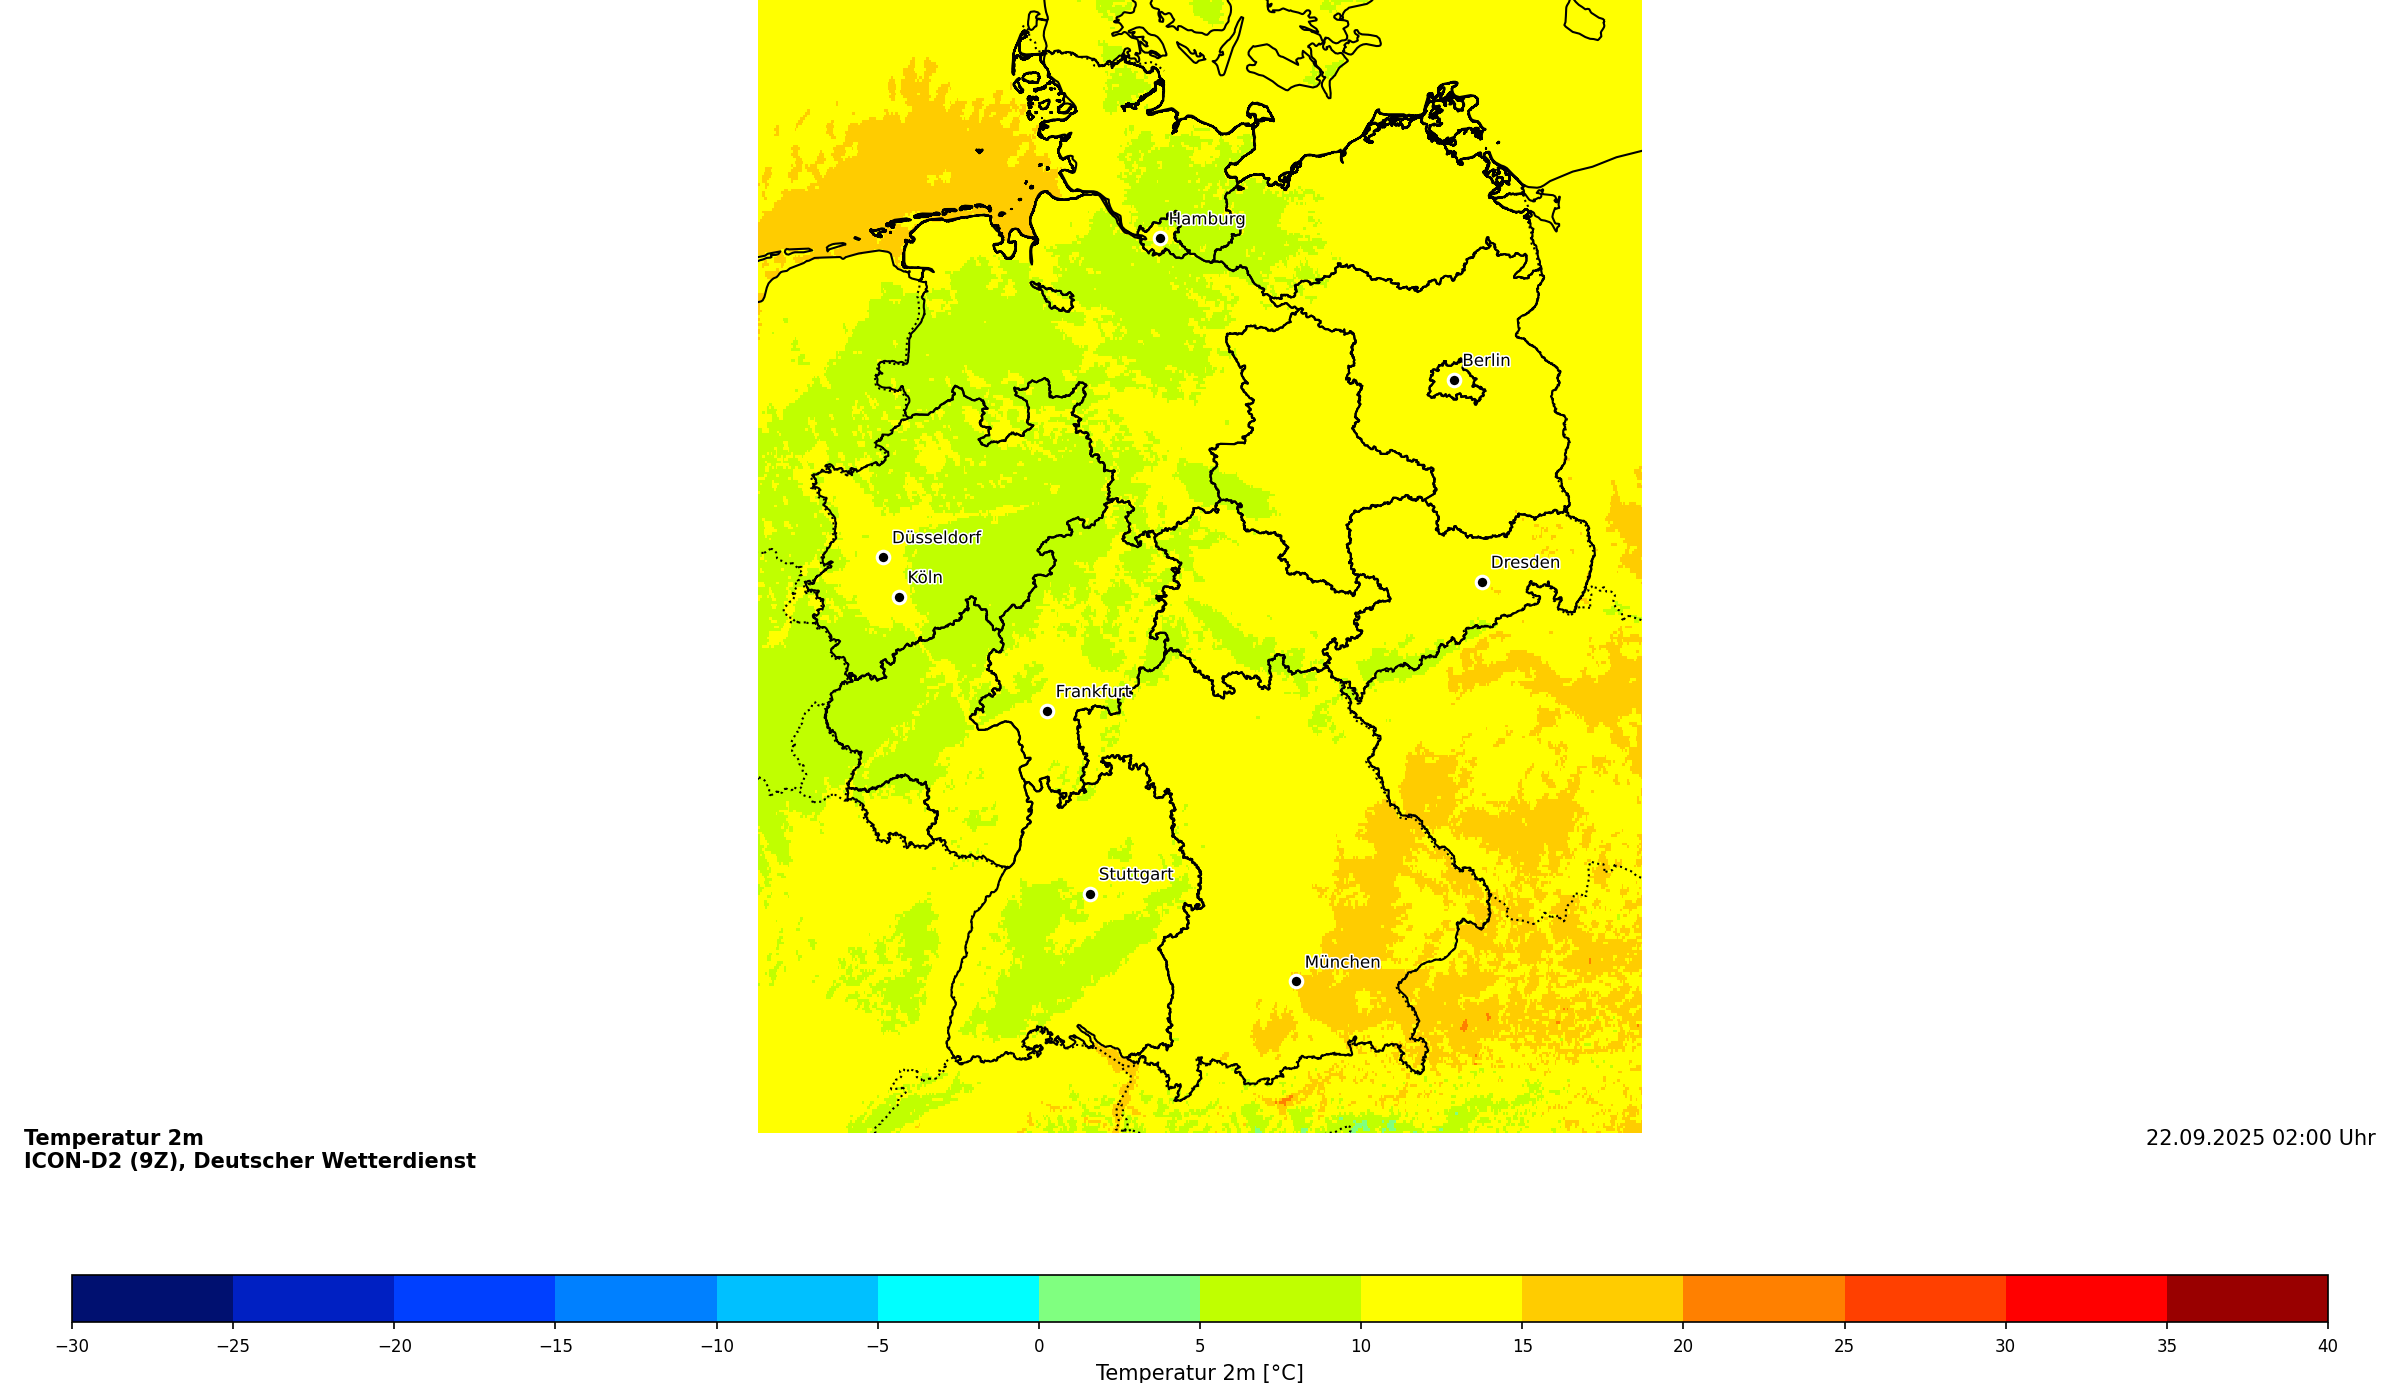 Hamburg
Berlin
Düsseldorf
Dresden
Köln
Frankfurt
Stuttgart
München
Temperatur 2m
22.09.2025 02:00 Uhr
ICON-D2 (9Z), Deutscher Wetterdienst
−30 −25 −20 −15 −10 −5 0 5 10 15 20 25 30 35 40
Temperatur 2m [°C]